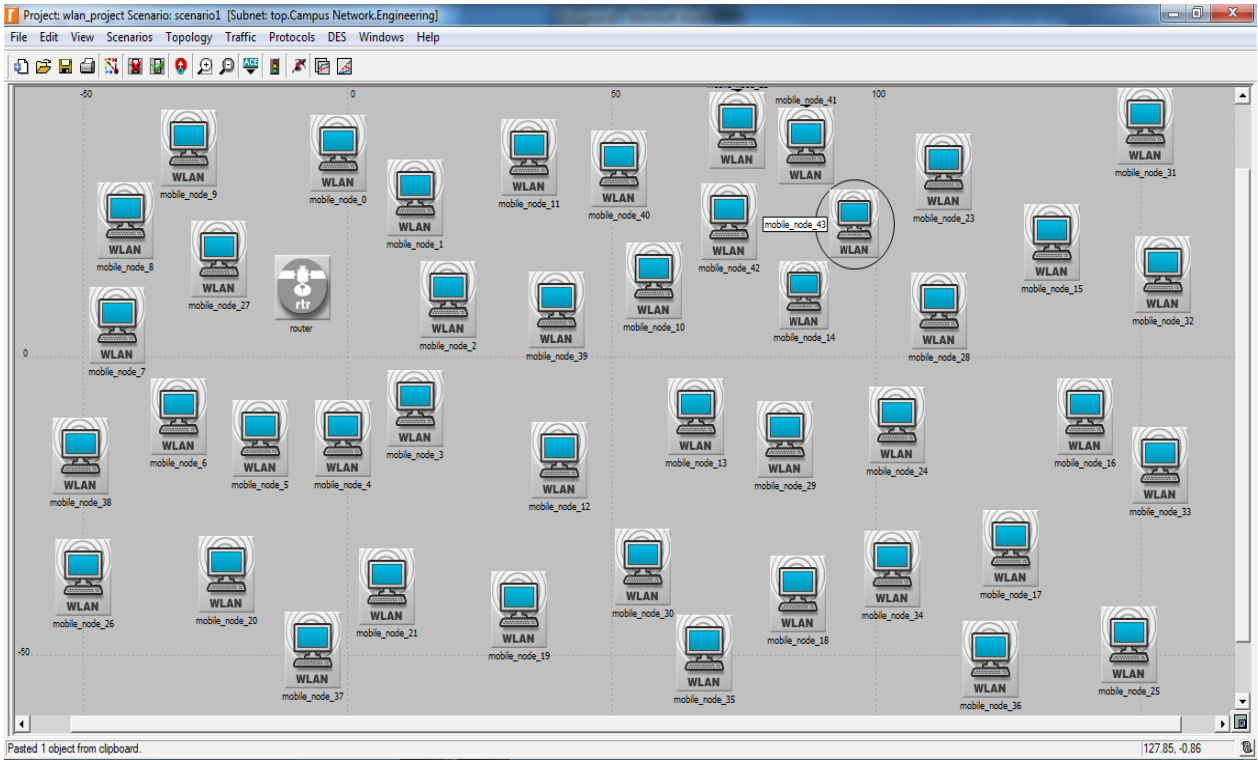 Project: wlan_project Scenario: scenario1 [Subnet: top.Campus Network.Engineering]
File Edit View Scenarios Topology Traffic Protocols DES Windows Help
ACE
-50 0 50 100
mobile_node_41
WLAN
WLAN
WLAN
mobile_node_31
WLAN
mobile_node_9
WLAN
mobile_node_0
WLAN
mobile_node_11
WLAN
mobile_node_40
WLAN
mobile_node_23
WLAN
mobile_node_1
WLAN
mobile_node_8
WLAN
mobile_node_42
mobile_node_43
WLAN
WLAN
mobile_node_15
WLAN
mobile_node_27
rtr
router
WLAN
mobile_node_2
WLAN
mobile_node_39
WLAN
mobile_node_10
WLAN
mobile_node_14
WLAN
mobile_node_28
WLAN
mobile_node_32
0
WLAN
mobile_node_7
WLAN
mobile_node_6
WLAN
mobile_node_5
WLAN
mobile_node_4
WLAN
mobile_node_3
WLAN
mobile_node_13
WLAN
mobile_node_29
WLAN
mobile_node_24
WLAN
mobile_node_16
WLAN
mobile_node_38
WLAN
mobile_node_12
WLAN
mobile_node_33
WLAN
mobile_node_26
WLAN
mobile_node_20
WLAN
mobile_node_21
WLAN
mobile_node_19
WLAN
mobile_node_30
WLAN
mobile_node_18
WLAN
mobile_node_34
WLAN
mobile_node_17
-50
WLAN
mobile_node_37
WLAN
mobile_node_35
WLAN
mobile_node_36
WLAN
mobile_node_25
Pasted 1 object from clipboard.
127.85, -0.86